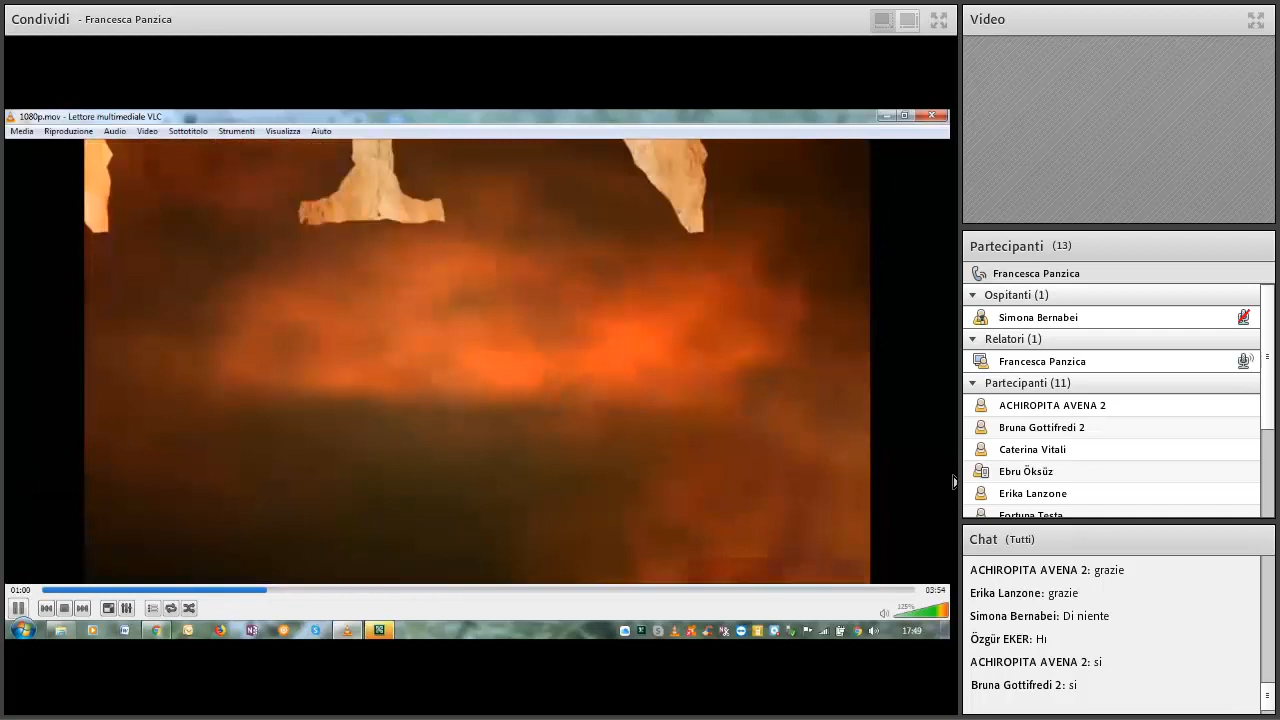 Condividi - Francesca Panzica
1080p.mov - Lettore multimediale VLC
Media Riproduzione Audio Video Sottotitolo Strumenti Visualizza Aiuto
01:00 03:54
125%
17:49
Video
Partecipanti (13)
Francesca Panzica
Ospitanti (1)
Simona Bernabei
Relatori (1)
Francesca Panzica
Partecipanti (11)
ACHIROPITA AVENA 2
Bruna Gottifredi 2
Caterina Vitali
Ebru Öksüz
Erika Lanzone
Fortuna Testa
Chat (Tutti)
ACHIROPITA AVENA 2: grazie
Erika Lanzone: grazie
Simona Bernabei: Di niente
Özgür EKER: Hı
ACHIROPITA AVENA 2: si
Bruna Gottifredi 2: si